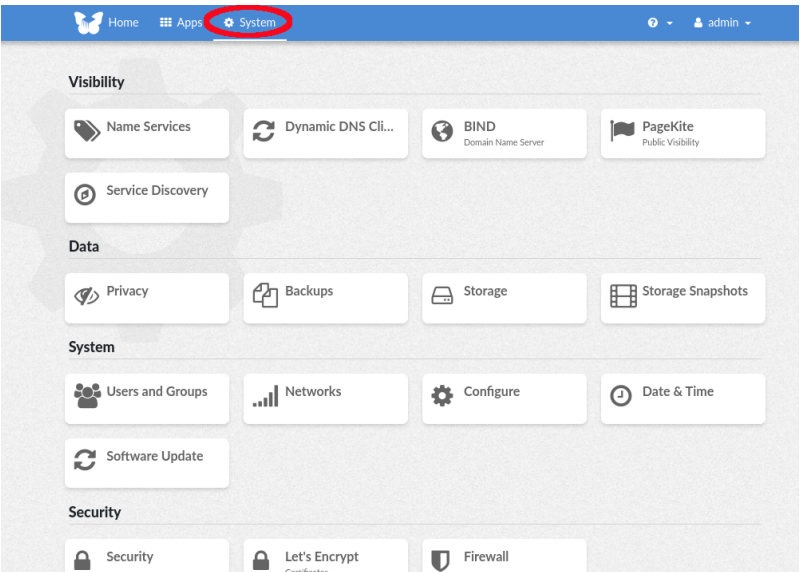 Home Apps System admin
Visibility
Name Services Dynamic DNS Cli... BIND PageKite
Domain Name Server Public Visibility
Service Discovery
Data
Privacy Backups Storage Storage Snapshots
System
Users and Groups Networks Configure Date & Time
Software Update
Security
Security Let's Encrypt Firewall
Certificates